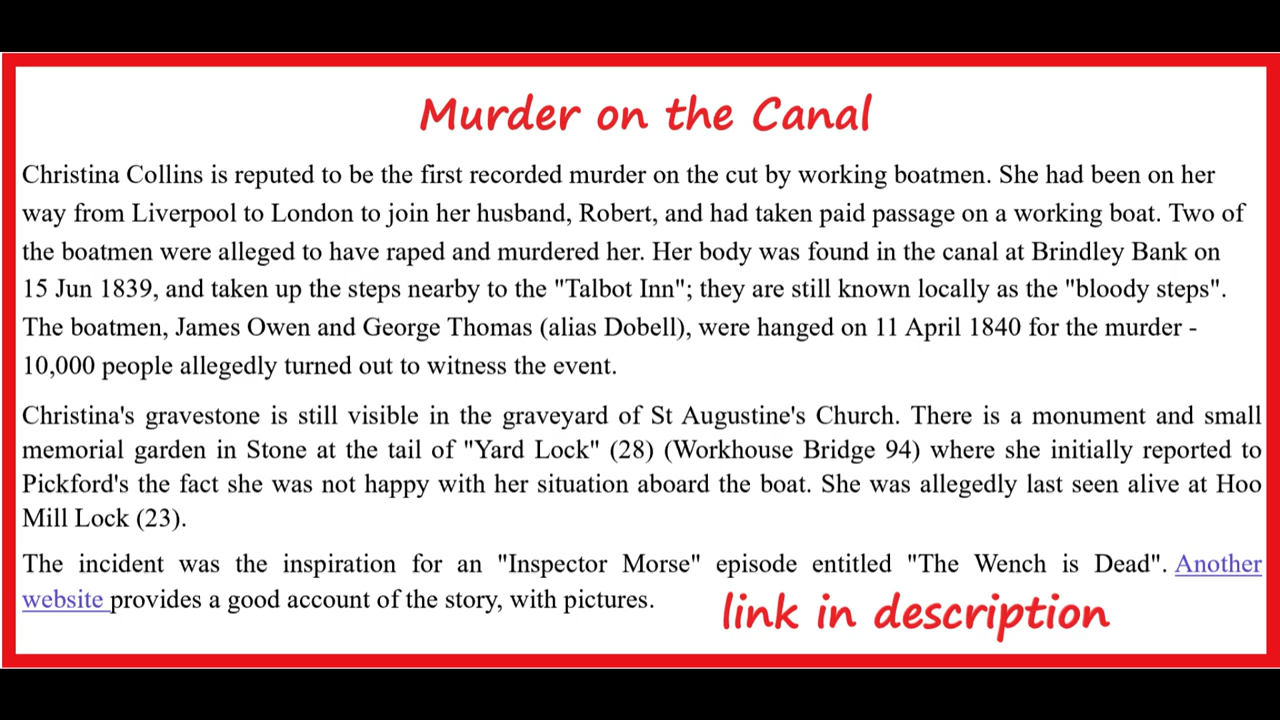 Murder on the Canal
Christina Collins is reputed to be the first recorded murder on the cut by working boatmen. She had been on her
way from Liverpool to London to join her husband, Robert, and had taken paid passage on a working boat. Two of
the boatmen were alleged to have raped and murdered her. Her body was found in the canal at Brindley Bank on
15 Jun 1839, and taken up the steps nearby to the "Talbot Inn"; they are still known locally as the "bloody steps".
The boatmen, James Owen and George Thomas (alias Dobell), were hanged on 11 April 1840 for the murder -
10,000 people allegedly turned out to witness the event.
Christina's gravestone is still visible in the graveyard of St Augustine's Church. There is a monument and small
memorial garden in Stone at the tail of "Yard Lock" (28) (Workhouse Bridge 94) where she initially reported to
Pickford's the fact she was not happy with her situation aboard the boat. She was allegedly last seen alive at Hoo
Mill Lock (23).
The incident was the inspiration for an "Inspector Morse" episode entitled "The Wench is Dead". Another
website provides a good account of the story, with pictures.
link in description